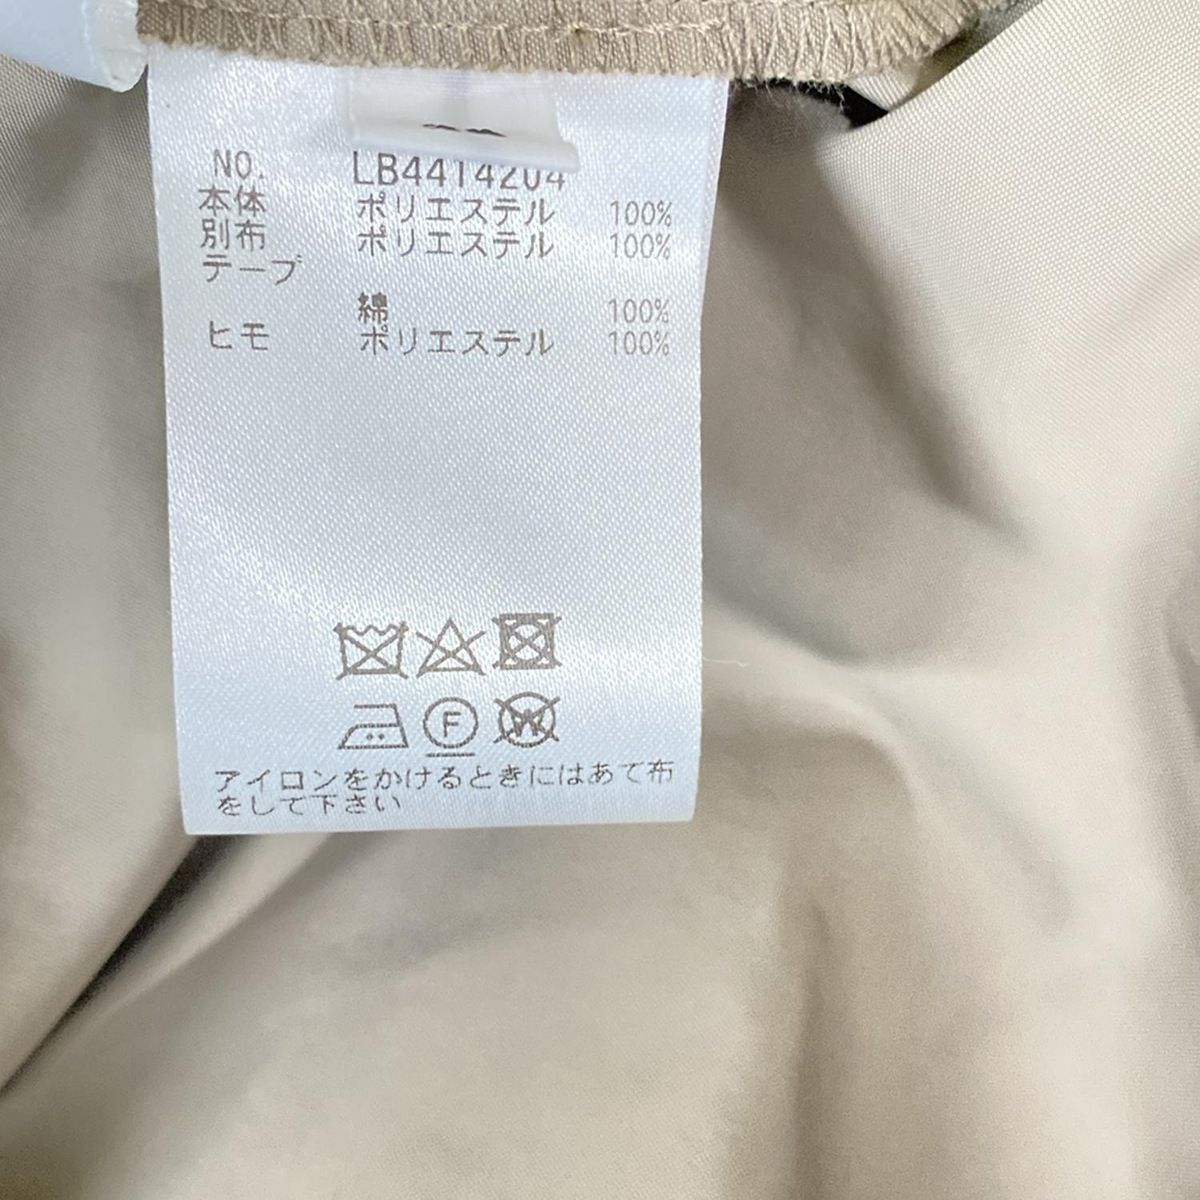 NO. LB4414204
本体 ポリエステル 100%
別布 ポリエステル 100%
テープ
綿 100%
ヒモ ポリエステル 100%
F
W
アイロンをかけるときにはあて布
をして下さい